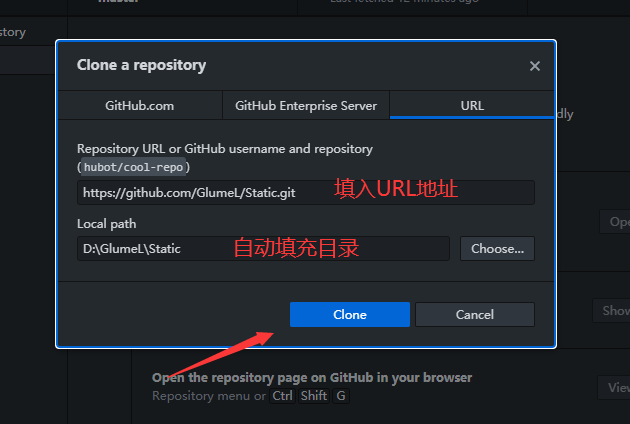 master
Last fetched 12 minutes ago
story
Clone a repository
GitHub.com
GitHub Enterprise Server
URL
dly
Repository URL or GitHub username and repository
(hubot/cool-repo)
https://github.com/GlumeL/Static.git
填入URL地址
Local path
D:\GlumeL\Static
自动填充目录
Choose...
Ope
Clone
Cancel
Show
Open the repository page on GitHub in your browser
Repository menu or Ctrl Shift G
View